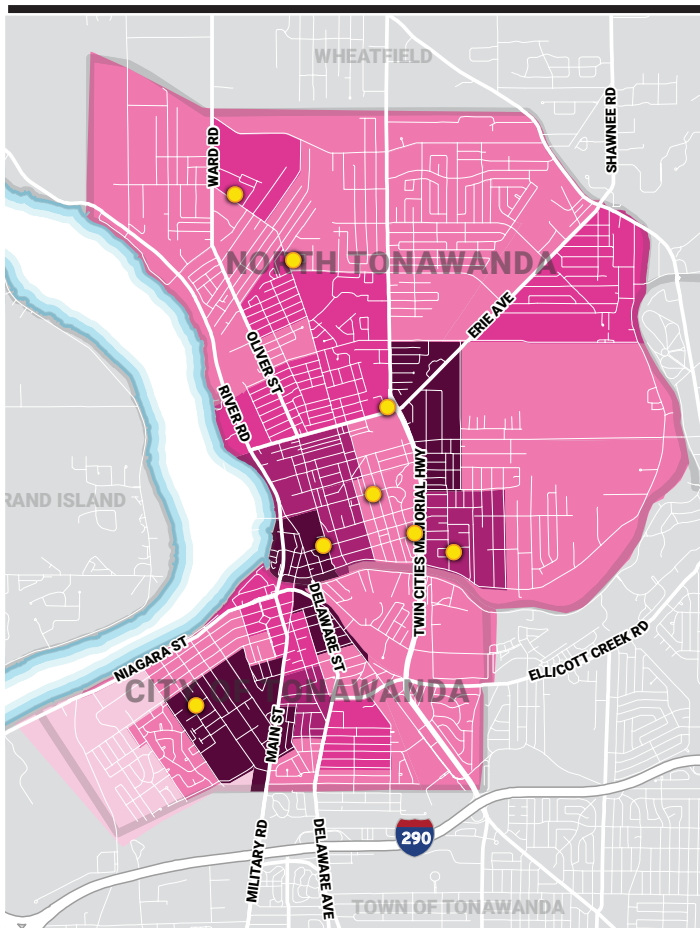 WHEATFIELD
SHAWNEE RD
WARD RD
NORTH TONAWANDA
ERIE AVE
OLIVER ST
RIVER RD
RAND ISLAND
TWIN CITIES MEMORIAL HWY
DELAWARE ST
NIAGARA ST
ELL/COTT CREEK RD
CITY OF TONAWANDA
MAIN ST
290
MILITARY RD
DELAWARE AVE
TOWN OF TONAWANDA